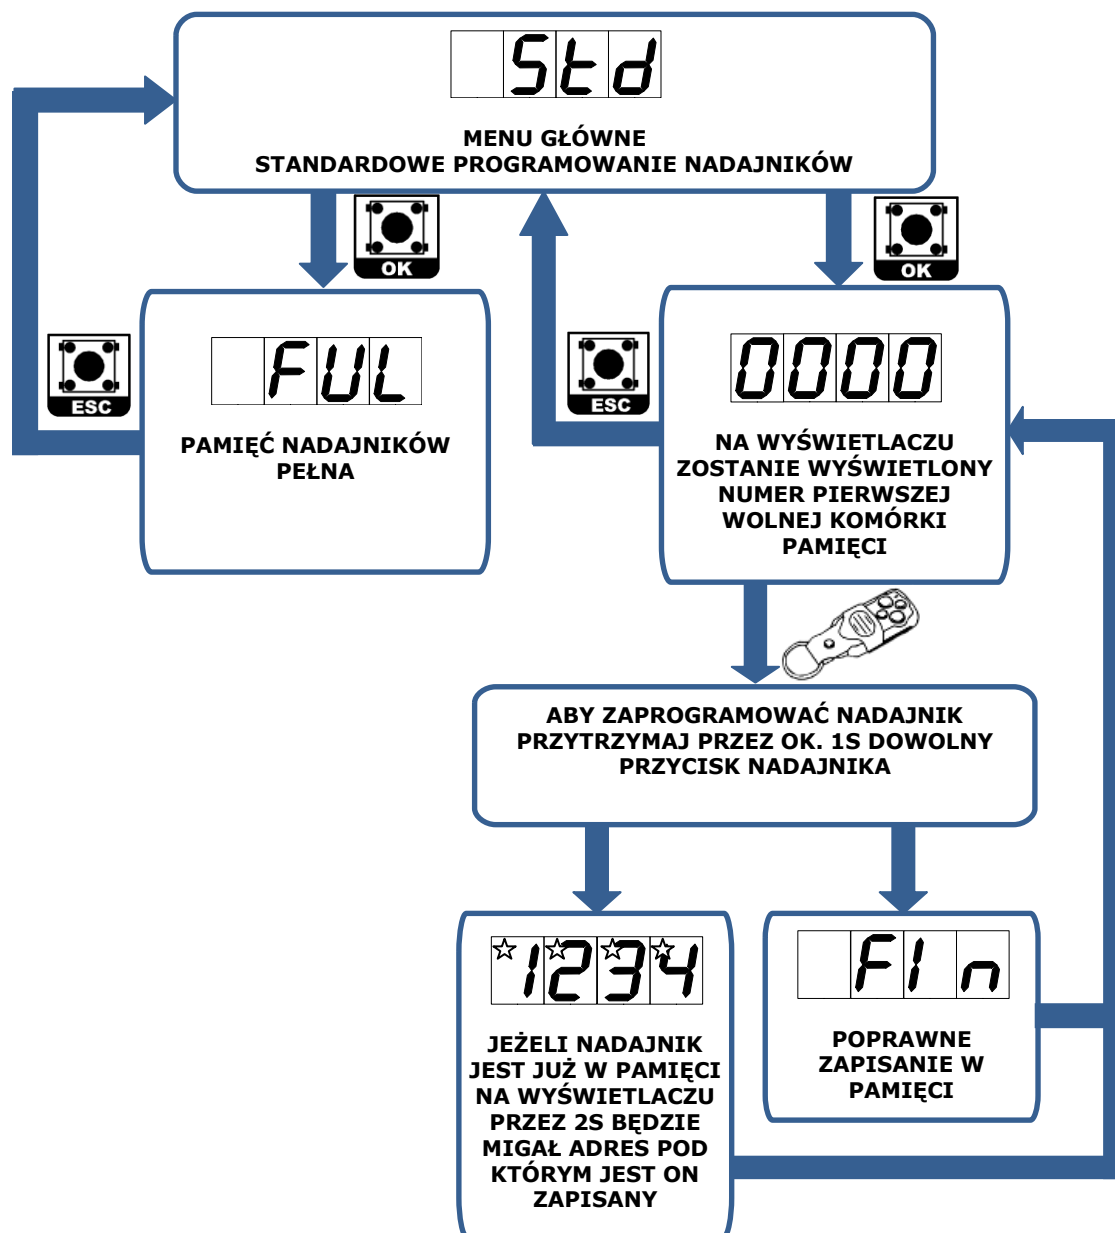 Std
MENU GŁÓWNE
STANDARDOWE PROGRAMOWANIE NADAJNIKÓW
OK
OK
ESC
FUL
PAMIĘĆ NADAJNIKÓW
PEŁNA
ESC
0000
NA WYŚWIETLACZU
ZOSTANIE WYŚWIETLONY
NUMER PIERWSZEJ
WOLNEJ KOMÓRKI
PAMIĘCI
ABY ZAPROGRAMOWAĆ NADAJNIK
PRZYTRZYMAJ PRZEZ OK. 1S DOWOLNY
PRZYCISK NADAJNIKA
1234
JEŻELI NADAJNIK
JEST JUŻ W PAMIĘCI
NA WYŚWIETLACZU
PRZEZ 2S BĘDZIE
MIGAŁ ADRES POD
KTÓRYM JEST ON
ZAPISANY
FIn
POPRAWNE
ZAPISANIE W
PAMIĘCI